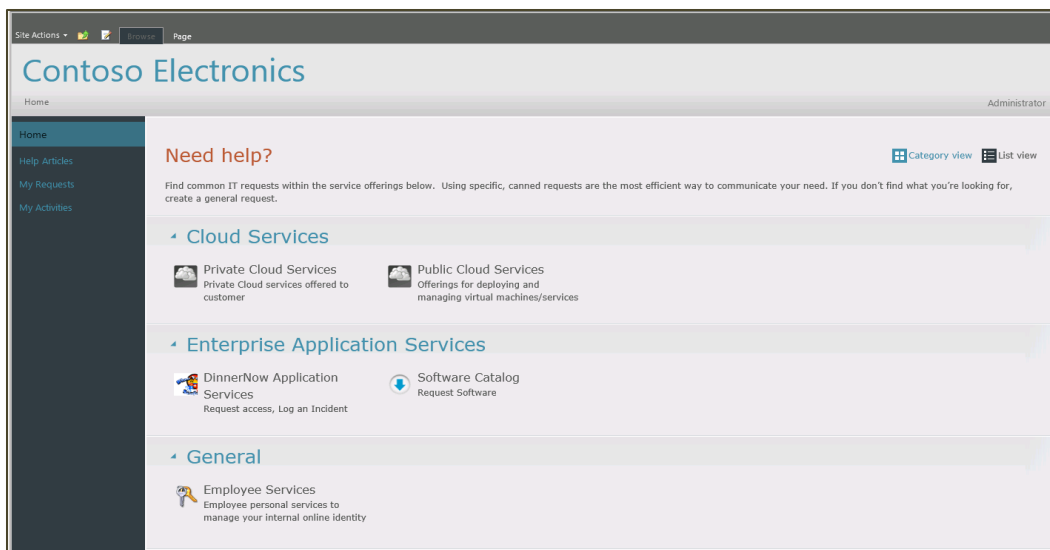 Site Actions
Browse
Page
Contoso Electronics
Home
Administrator
Home
Help Articles
My Requests
My Activities
Need help?
Category view
List view
Find common IT requests within the service offerings below. Using specific, canned requests are the most efficient way to communicate your need. If you don't find what you're looking for,
create a general request.
Cloud Services
Private Cloud Services
Private Cloud services offered to
customer
Public Cloud Services
Offerings for deploying and
managing virtual machines/services
Enterprise Application Services
DinnerNow Application
Services
Request access, Log an Incident
Software Catalog
Request Software
General
Employee Services
Employee personal services to
manage your internal online identity